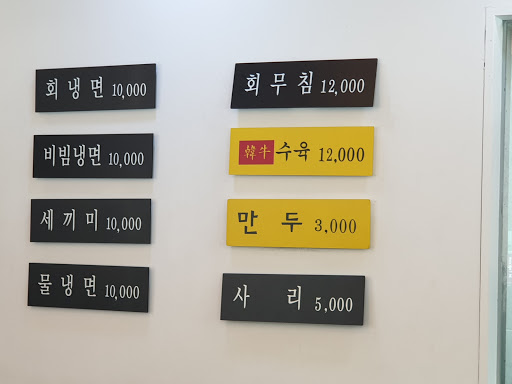 회냉면 10,000
비빔냉면 10,000
세끼미 10,000
물냉면 10,000
회무침 12,000
韓牛 수육 12,000
만두 3,000
사리 5,000